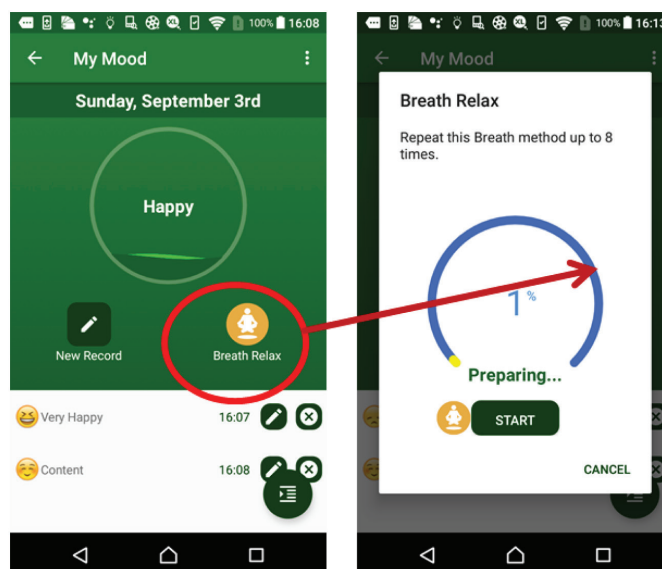 XL 100% 16:08
My Mood
Sunday, September 3rd
Happy
New Record
Breath Relax
Very Happy 16:07
Content 16:08
XL 100% 16:13
My Mood
Breath Relax
Repeat this Breath method up to 8
times.
1 %
Preparing...
START
CANCEL